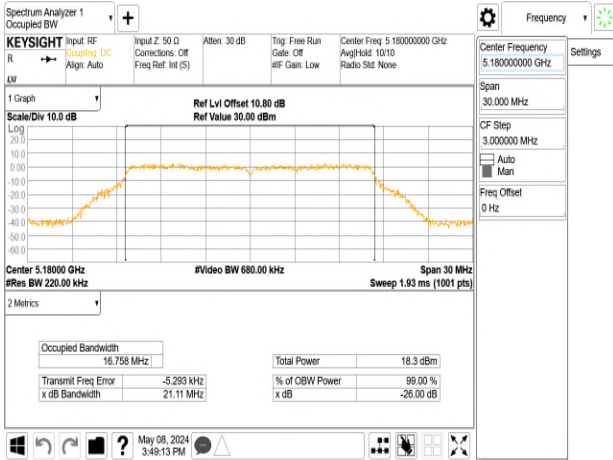 Spectrum Analyzer 1
Occupied BW
KEYSIGHT
R
Input: RF
Coupling: DC
Align: Auto
Input Z: 50 Ω
Corrections: Off
Freq Ref: Int (S)
Atten: 30 dB
Trig: Free Run
Gate: Off
#IF Gain: Low
Center Freq: 5.180000000 GHz
Avg|Hold: 10/10
Radio Std: None
1 Graph
Scale/Div 10.0 dB
Ref Lvl Offset 10.80 dB
Ref Value 30.00 dBm
Log
20.0
10.0
0.00
-10.0
-20.0
-30.0
-40.0
-50.0
-60.0
Center 5.18000 GHz
#Res BW 220.00 kHz
#Video BW 680.00 kHz
Span 30 MHz
Sweep 1.93 ms (1001 pts)
2 Metrics
Occupied Bandwidth
16.758 MHz
Total Power 18.3 dBm
Transmit Freq Error -5.293 kHz
% of OBW Power 99.00 %
x dB Bandwidth 21.11 MHz
x dB -26.00 dB
May 08, 2024
3:49:13 PM
Frequency
Center Frequency
5.180000000 GHz
Settings
Span
30.000 MHz
CF Step
3.000000 MHz
Auto
Man
Freq Offset
0 Hz